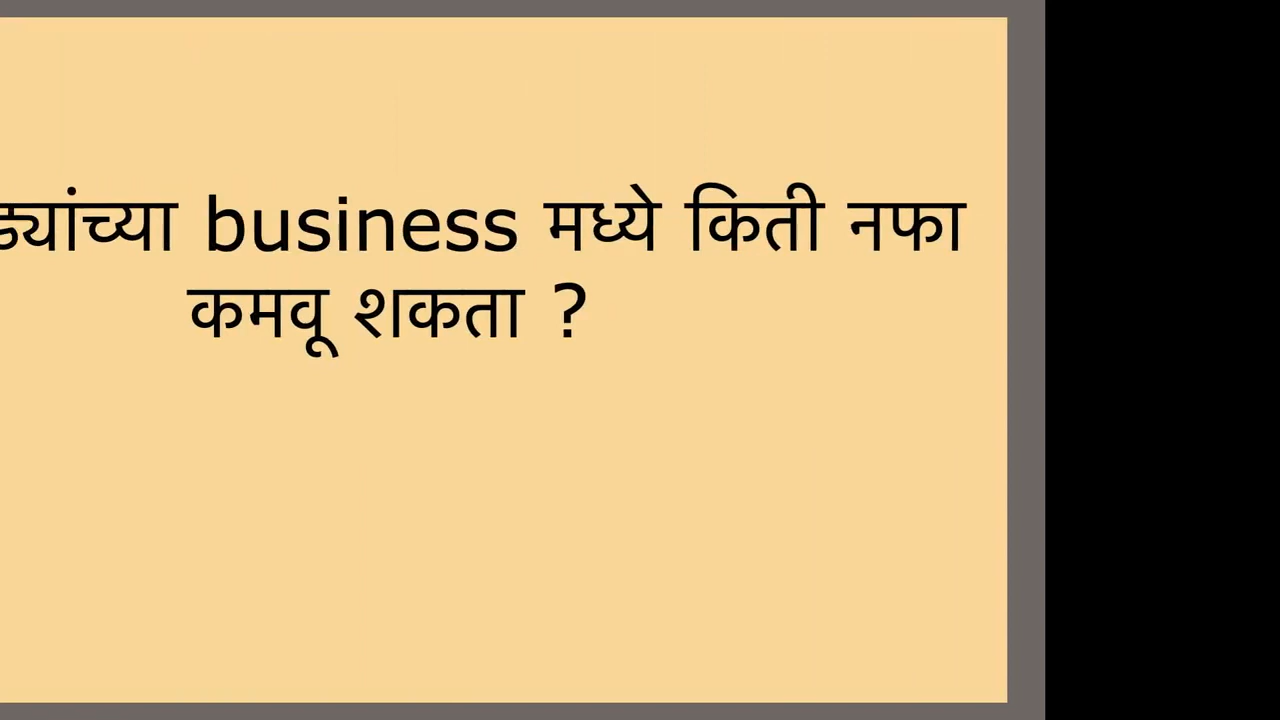 business मध्ये किती नफा
कमवू शकता ?